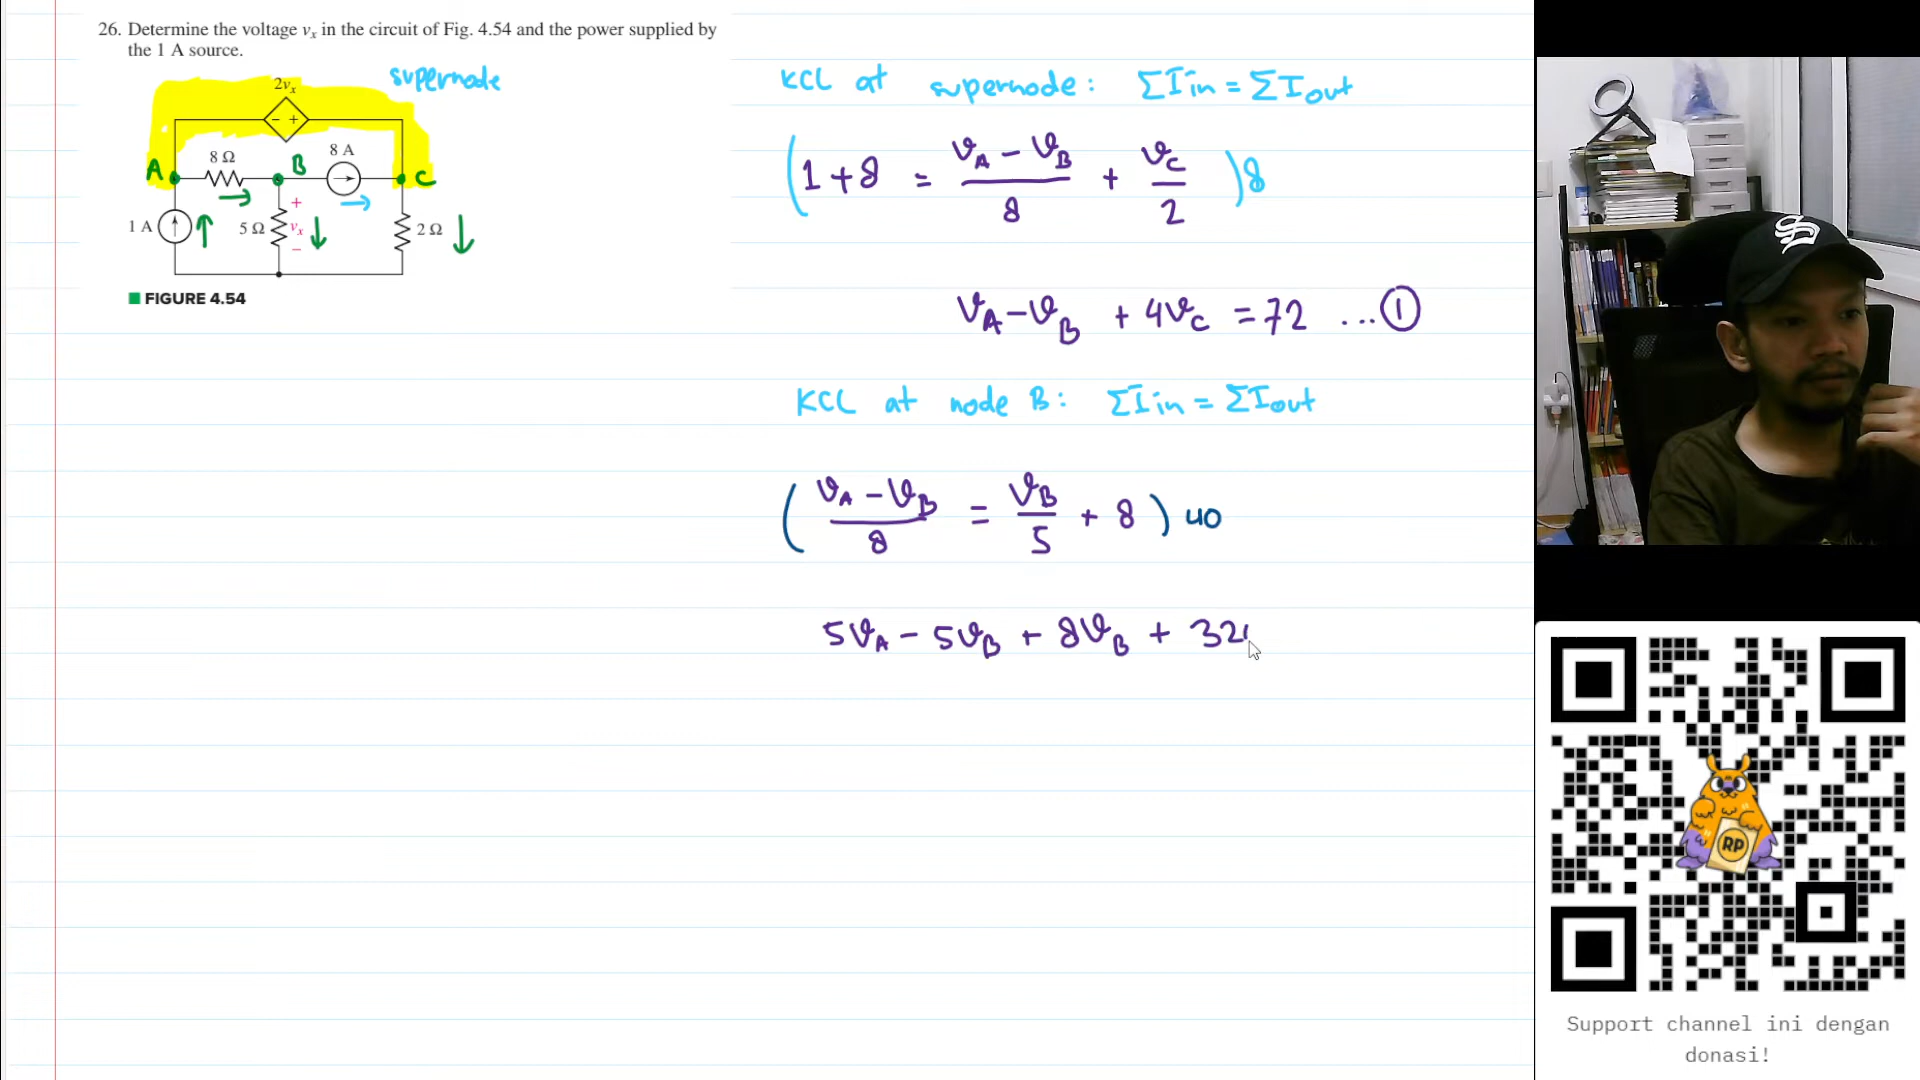 26. Determine the voltage vₓ in the circuit of Fig. 4.54 and the power supplied by
the 1 A source.
supernode
2vₓ
− +
A
8 Ω
B
8 A
C
1 A
5 Ω
+
vₓ
−
2 Ω
FIGURE 4.54
KCL at supernode: ΣIin = ΣIout
(1 + 8 = (vA − vB)/8 + vC/2)8
vA − vB + 4vC = 72 ...①
KCL at node B: ΣIin = ΣIout
((vA − vB)/8 = vB/5 + 8) 40
5vA − 5vB + 8vB + 32
RP
Support channel ini dengan
donasi!